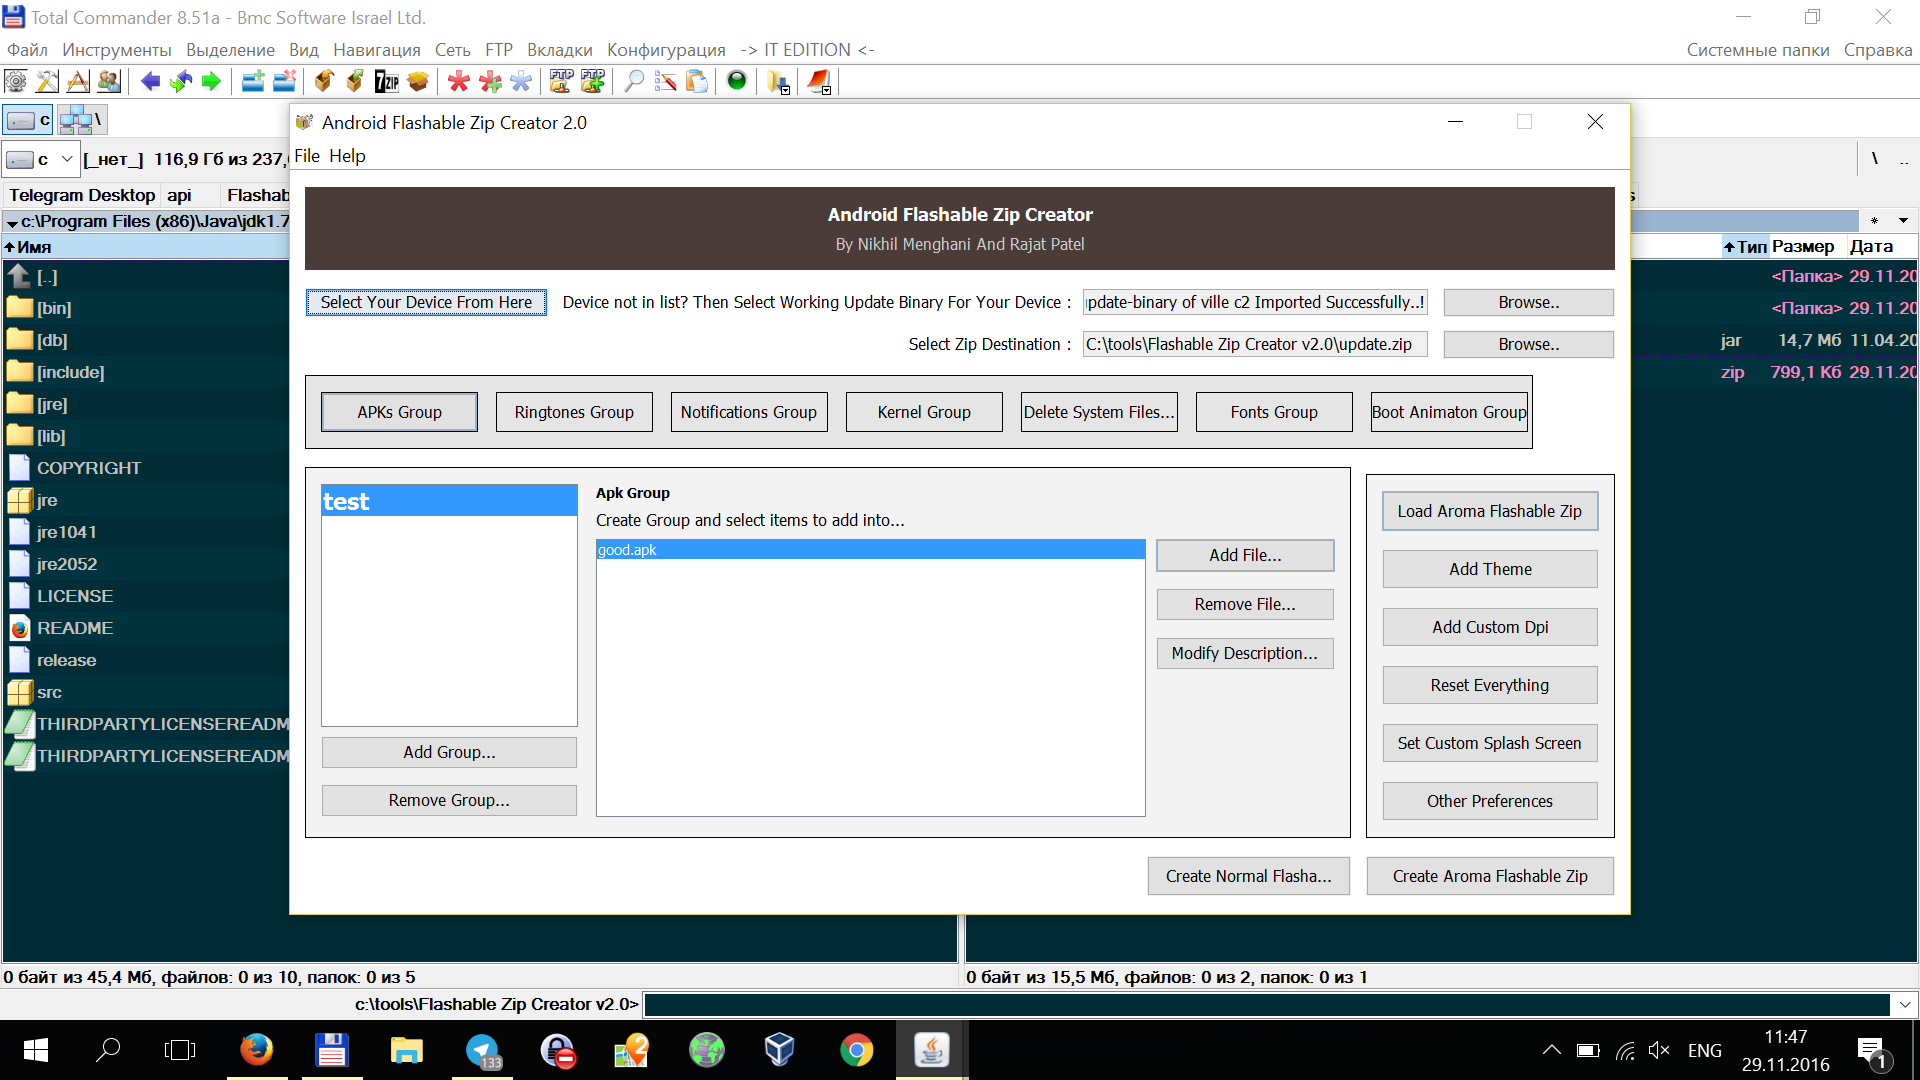 Total Commander 8.51a - Bmc Software Israel Ltd.
Файл Инструменты Выделение Вид Навигация Сеть FTP Вкладки Конфигурация -> IT EDITION <- Системные папки Справка
7ZIP FTP FTP
c \
c [_нет_] 116,9 Гб из 237, \ ..
Telegram Desktop api Flashab s
c:\Program Files (x86)\Java\jdk1.7 *
Имя Тип Размер Дата
[..] <Папка> 29.11.20
[bin] <Папка> 29.11.20
[db] jar 14,7 Мб 11.04.20
[include] zip 799,1 Кб 29.11.20
[jre]
[lib]
COPYRIGHT
jre
jre1041
jre2052
LICENSE
README
release
src
THIRDPARTYLICENSEREADM
THIRDPARTYLICENSEREADM
Android Flashable Zip Creator 2.0
File Help
Android Flashable Zip Creator
By Nikhil Menghani And Rajat Patel
Select Your Device From Here Device not in list? Then Select Working Update Binary For Your Device : pdate-binary of ville c2 Imported Successfully..! Browse..
Select Zip Destination : C:\tools\Flashable Zip Creator v2.0\update.zip Browse..
APKs Group Ringtones Group Notifications Group Kernel Group Delete System Files... Fonts Group Boot Animaton Group
test
Apk Group
Create Group and select items to add into...
good.apk
Add File...
Remove File...
Modify Description...
Add Group...
Remove Group...
Load Aroma Flashable Zip
Add Theme
Add Custom Dpi
Reset Everything
Set Custom Splash Screen
Other Preferences
Create Normal Flasha... Create Aroma Flashable Zip
0 байт из 45,4 Мб, файлов: 0 из 10, папок: 0 из 5 0 байт из 15,5 Мб, файлов: 0 из 2, папок: 0 из 1
c:\tools\Flashable Zip Creator v2.0>
133 2 ENG 11:47
29.11.2016 1